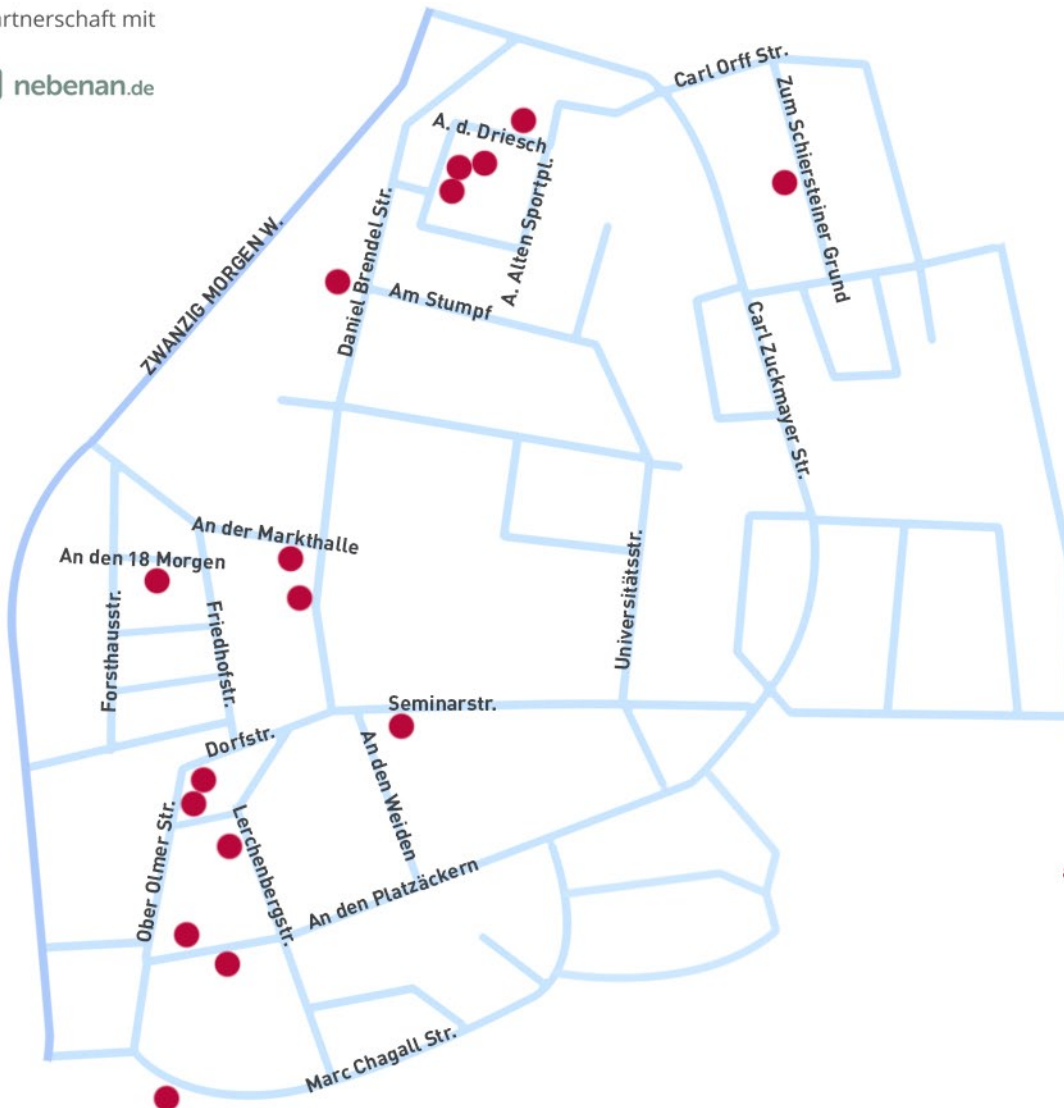 artnerschaft mit
nebenan.de
Carl Orff Str.
A. d. Driesch
Zum Schiersteiner Grund
A. Alten Sportpl.
Daniel Brendel Str.
ZWANZIG MORGEN W.
Am Stumpf
Carl Zuckmayer Str.
An der Markthalle
An den 18 Morgen
Universitätsstr.
Forsthausstr.
Friedhofstr.
Seminarstr.
Dorfstr.
An den Weiden
Ober Olmer Str.
Lerchenbergstr.
An den Platzäckern
Marc Chagall Str.